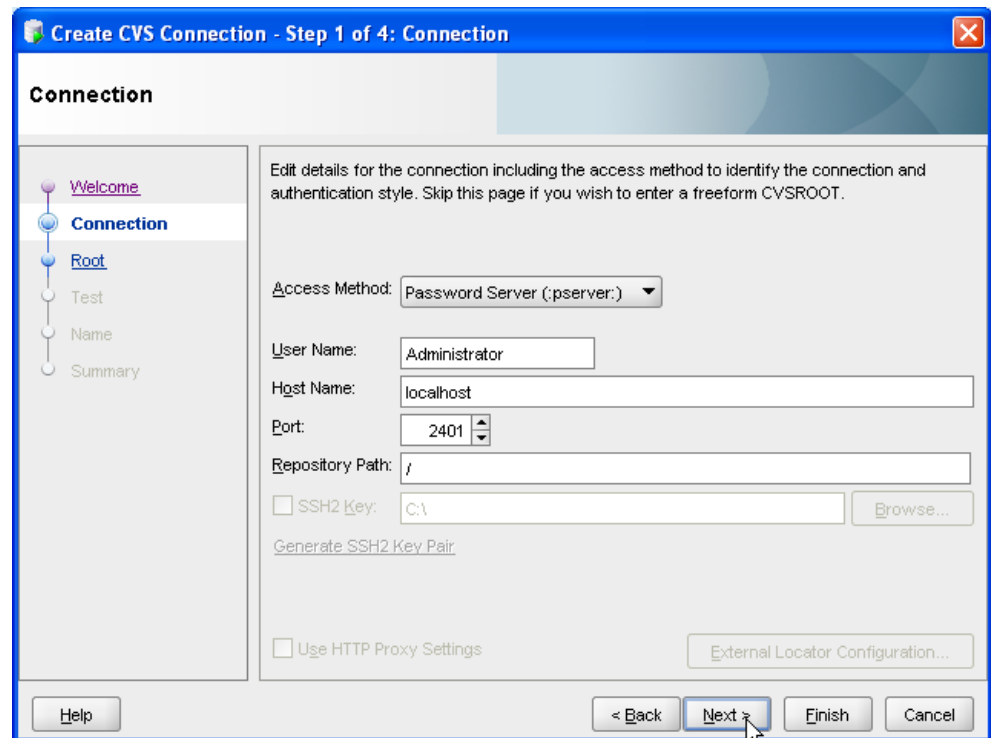 Create CVS Connection - Step 1 of 4: Connection
Connection
Welcome
Connection
Root
Test
Name
Summary
Edit details for the connection including the access method to identify the connection and
authentication style. Skip this page if you wish to enter a freeform CVSROOT.
Access Method: Password Server (:pserver:)
User Name: Administrator
Host Name: localhost
Port: 2401
Repository Path: /
SSH2 Key: C:\ Browse...
Generate SSH2 Key Pair
Use HTTP Proxy Settings External Locator Configuration...
Help < Back Next > Finish Cancel